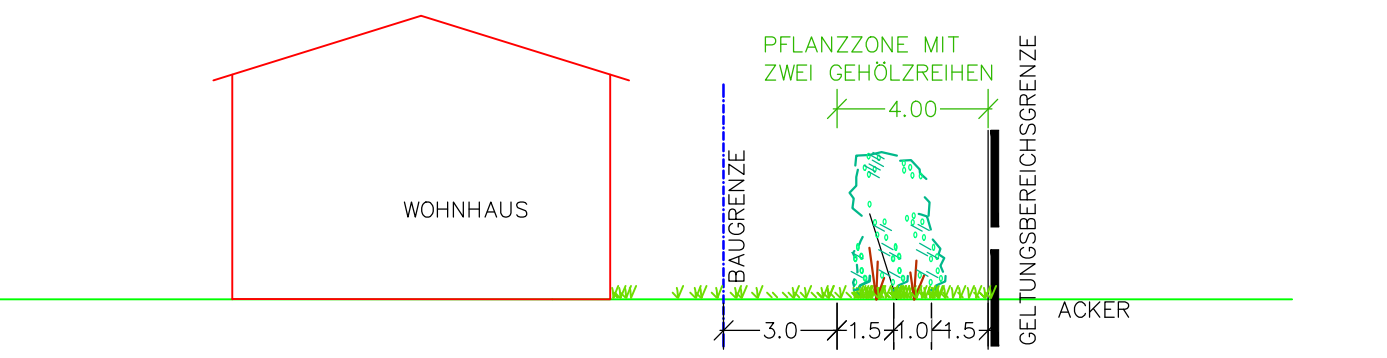 PFLANZZONE MIT
ZWEI GEHÖLZREIHEN
4.00
GELTUNGSBEREICHSGRENZE
BAUGRENZE
WOHNHAUS
ACKER
3.0 1.5 1.0 1.5